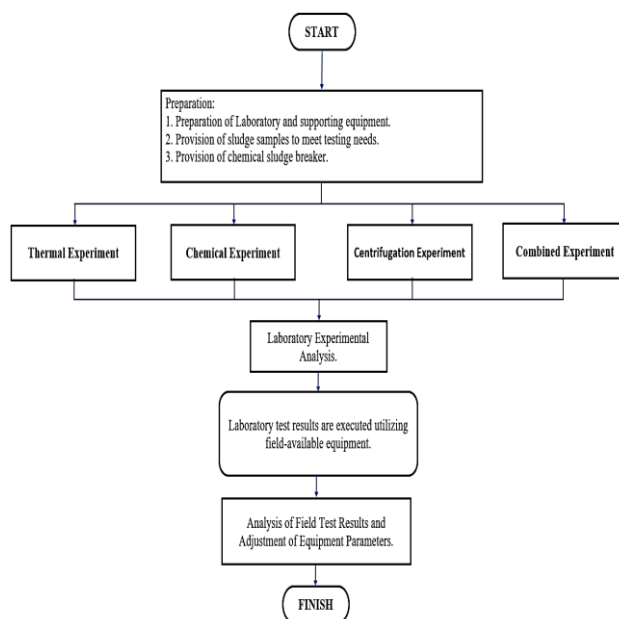 START
Preparation:
1. Preparation of Laboratory and supporting equipment.
2. Provision of sludge samples to meet testing needs.
3. Provision of chemical sludge breaker.
Thermal Experiment
Chemical Experiment
Centrifugation Experiment
Combined Experiment
Laboratory Experimental
Analysis.
Laboratory test results are executed utilizing
field-available equipment.
Analysis of Field Test Results and
Adjustment of Equipment Parameters.
FINISH